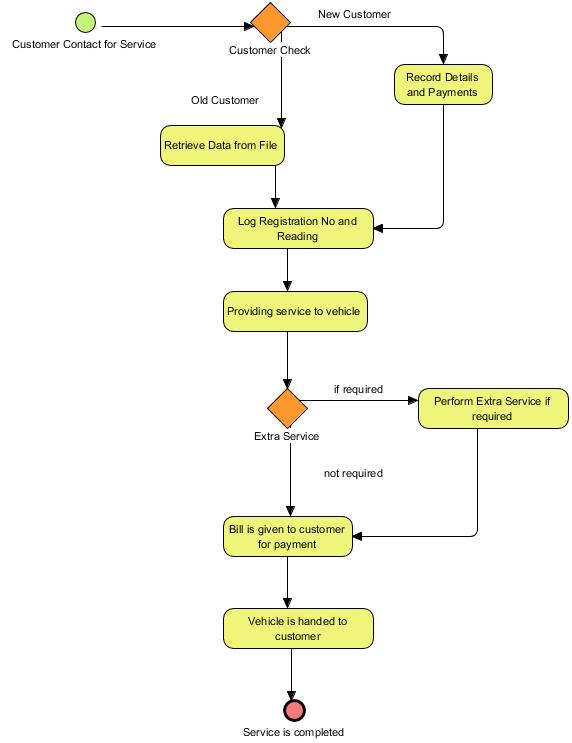 New Customer
Customer Contact for Service
Customer Check
Record Details
and Payments
Old Customer
Retrieve Data from File
Log Registration No and
Reading
Providing service to vehicle
if required
Perform Extra Service if
required
Extra Service
not required
Bill is given to customer
for payment
Vehicle is handed to
customer
Service is completed